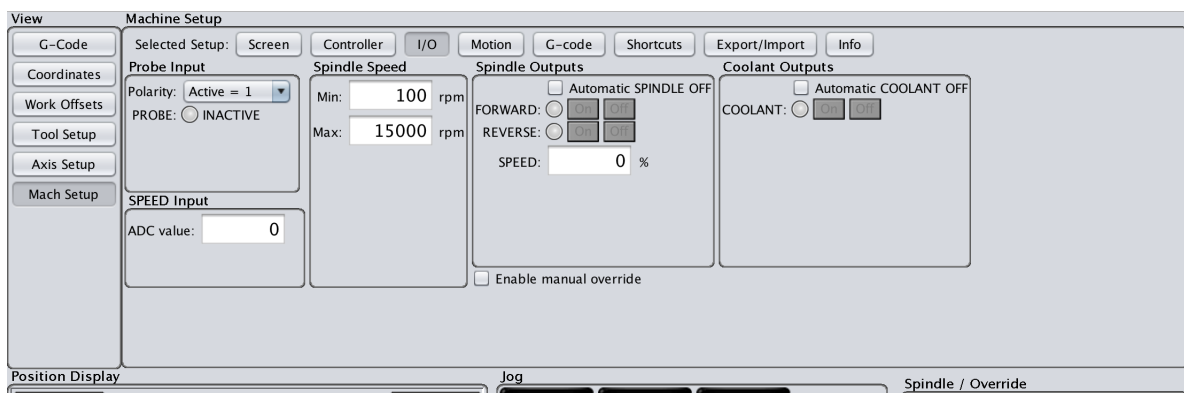 View
G-Code
Coordinates
Work Offsets
Tool Setup
Axis Setup
Mach Setup
Machine Setup
Selected Setup: Screen Controller I/O Motion G-code Shortcuts Export/Import Info
Probe Input
Polarity: Active = 1
PROBE: INACTIVE
SPEED Input
ADC value: 0
Spindle Speed
Min: 100 rpm
Max: 15000 rpm
Spindle Outputs
Automatic SPINDLE OFF
FORWARD: On Off
REVERSE: On Off
SPEED: 0 %
Enable manual override
Coolant Outputs
Automatic COOLANT OFF
COOLANT: On Off
Position Display
Jog
Spindle / Override